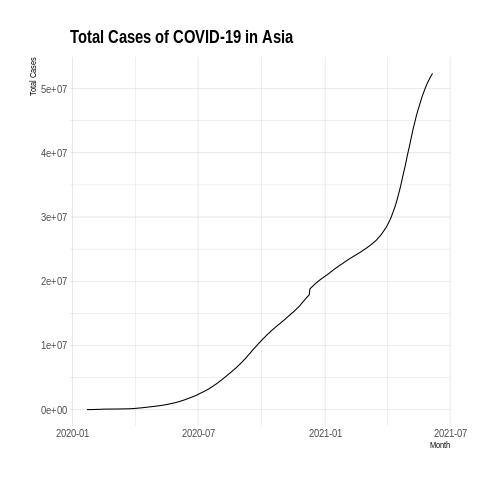 Total Cases of COVID-19 in Asia
Total Cases
5e+07
4e+07
3e+07
2e+07
1e+07
0e+00
2020-01 2020-07 2021-01 2021-07
Month